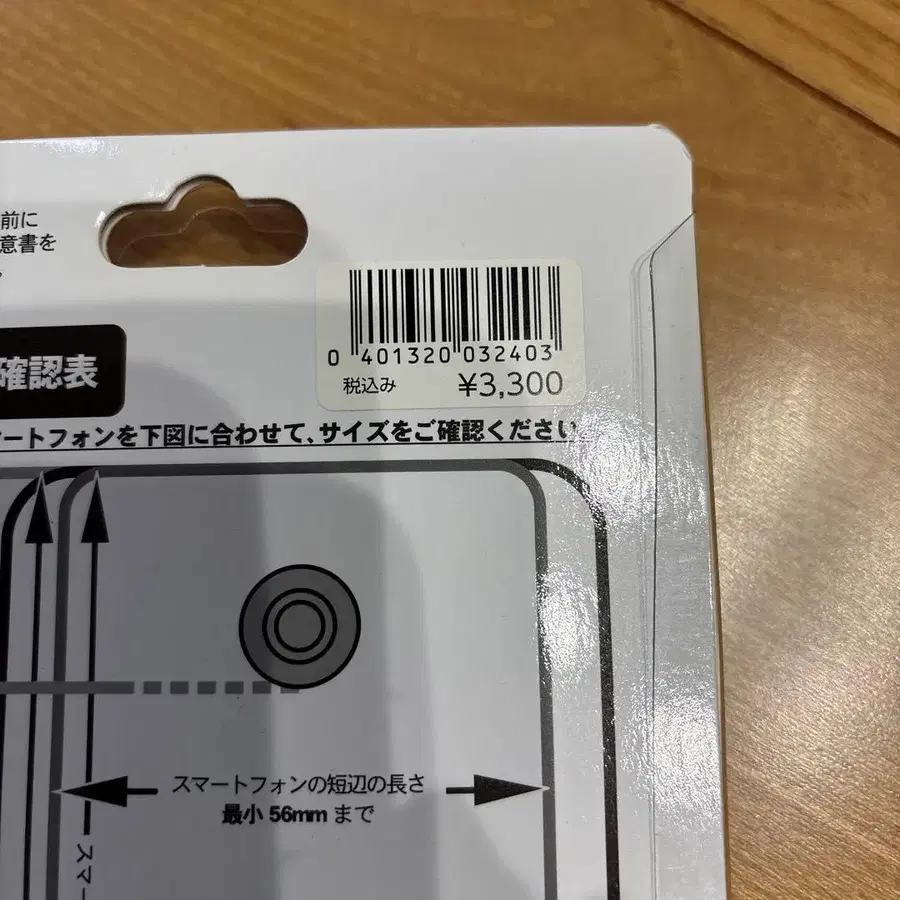 前に
意書を
0 401320 032403
税込み ¥3,300
確認表
ートフォンを下図に合わせて、サイズをご確認ください
スマートフォンの短辺の長さ
最小 56mm まで
スマー